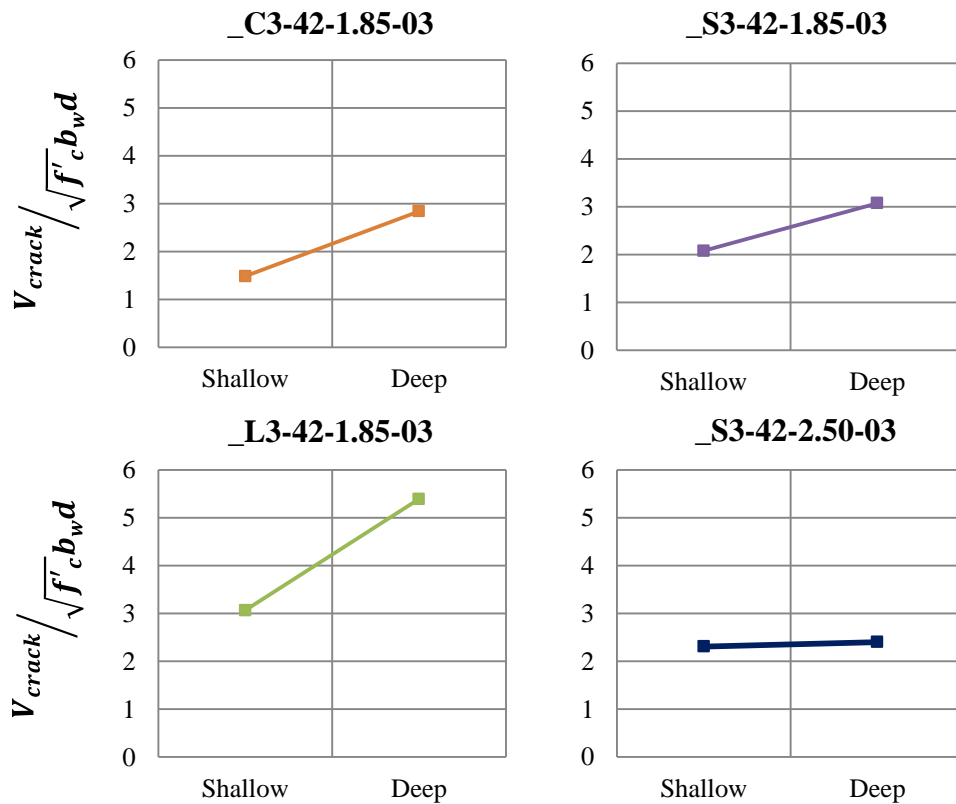 _C3-42-1.85-03
V_crack/√f'_c b_w d
6
5
4
3
2
1
0
Shallow Deep
_S3-42-1.85-03
6
5
4
3
2
1
0
Shallow Deep
_L3-42-1.85-03
V_crack/√f'_c b_w d
6
5
4
3
2
1
0
Shallow Deep
_S3-42-2.50-03
6
5
4
3
2
1
0
Shallow Deep